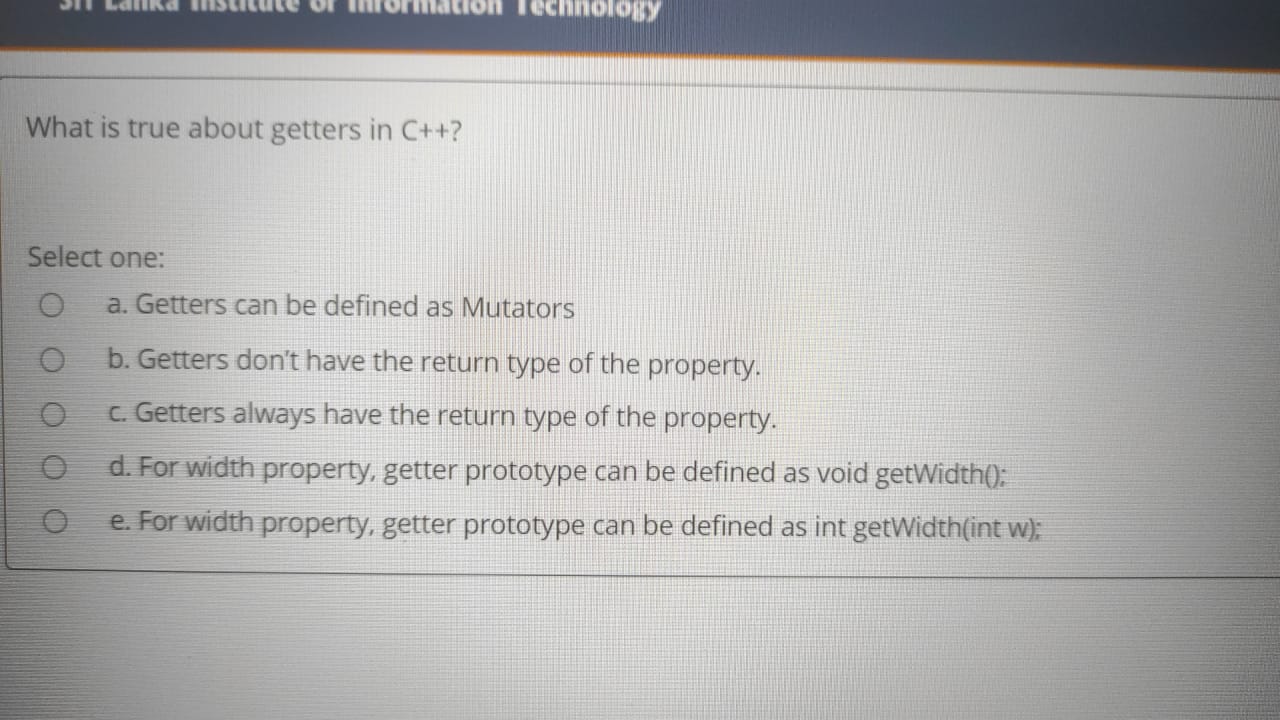 Sri Lanka Institute of Information Technology
What is true about getters in C++?
Select one:
a. Getters can be defined as Mutators
b. Getters don't have the return type of the property.
c. Getters always have the return type of the property.
d. For width property, getter prototype can be defined as void getWidth();
e. For width property, getter prototype can be defined as int getWidth(int w);